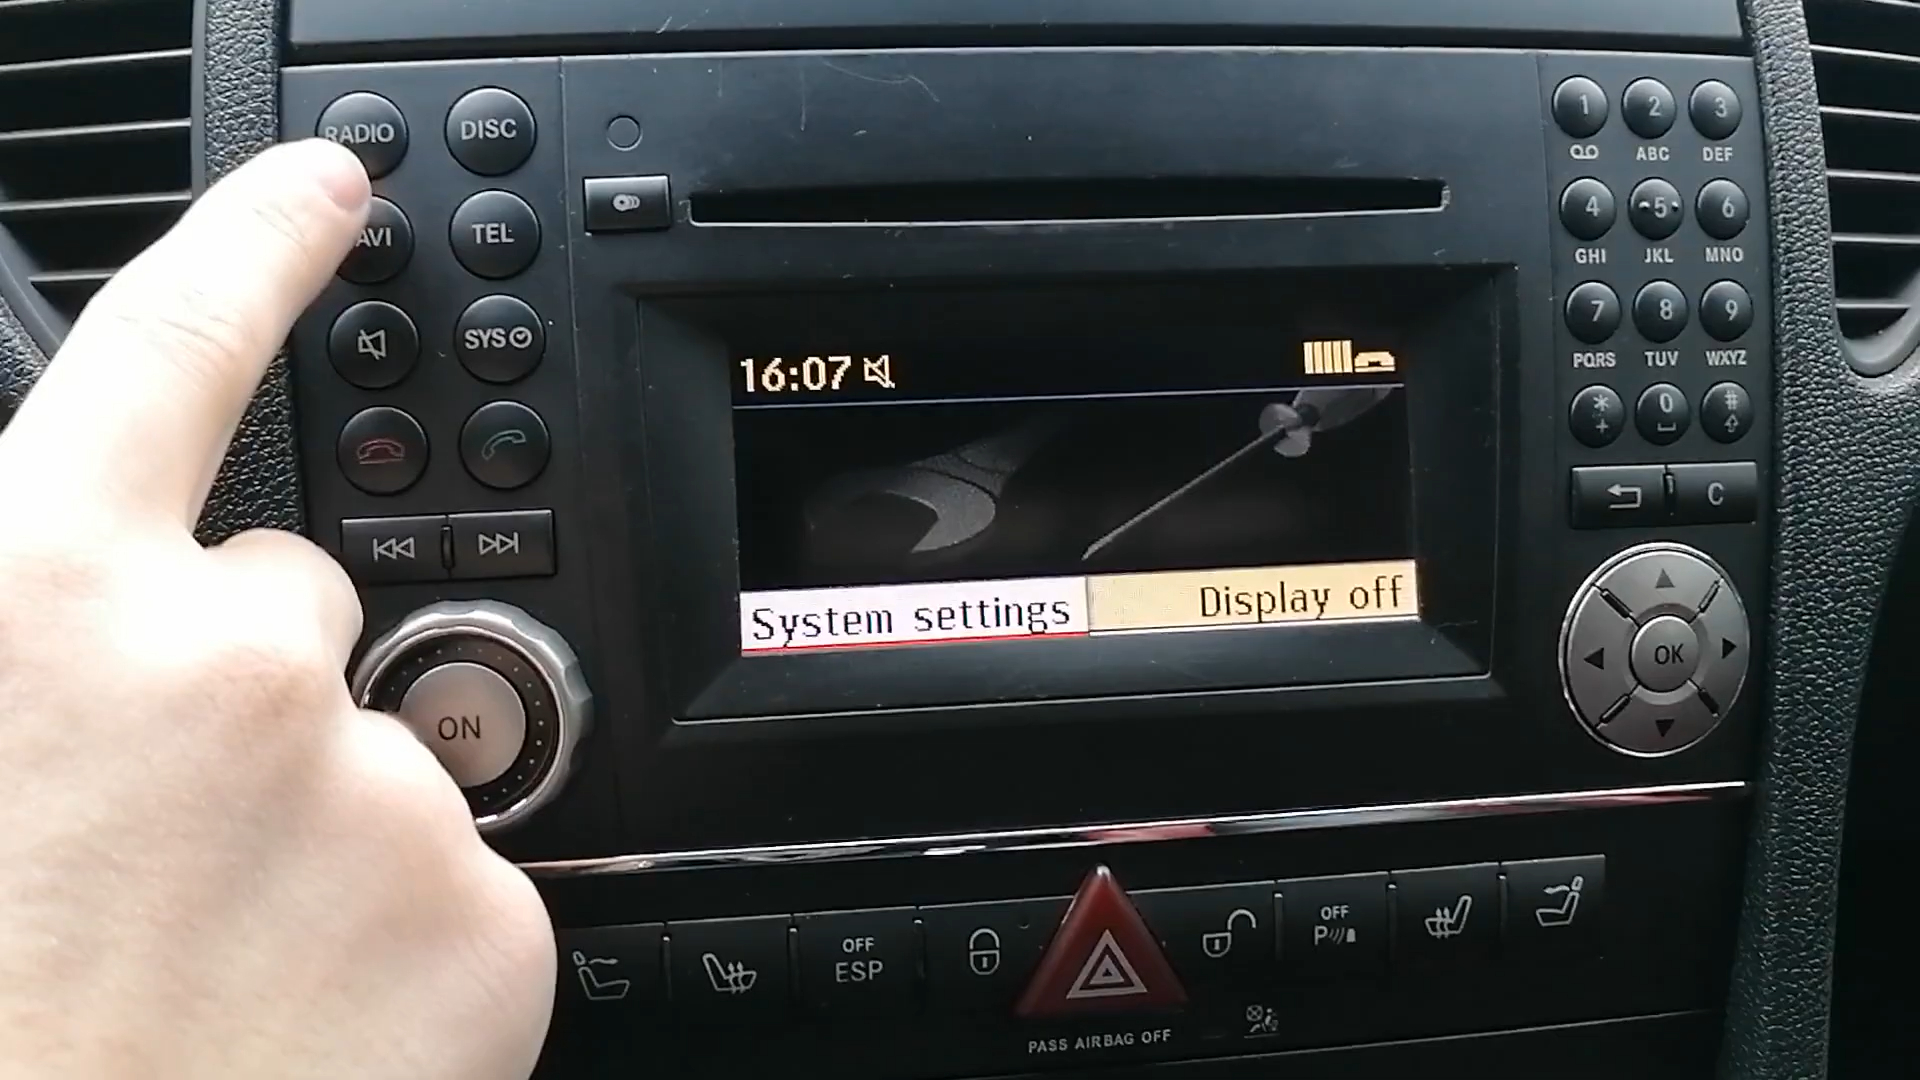 RADIO DISC
AVI TEL
SYS
ON
16:07
System settings Display off
1 2 3
ABC DEF
4 5 6
GHI JKL MNO
7 8 9
PQRS TUV WXYZ
* 0 #
+
C
OK
OFF
ESP
OFF
P
PASS AIRBAG OFF